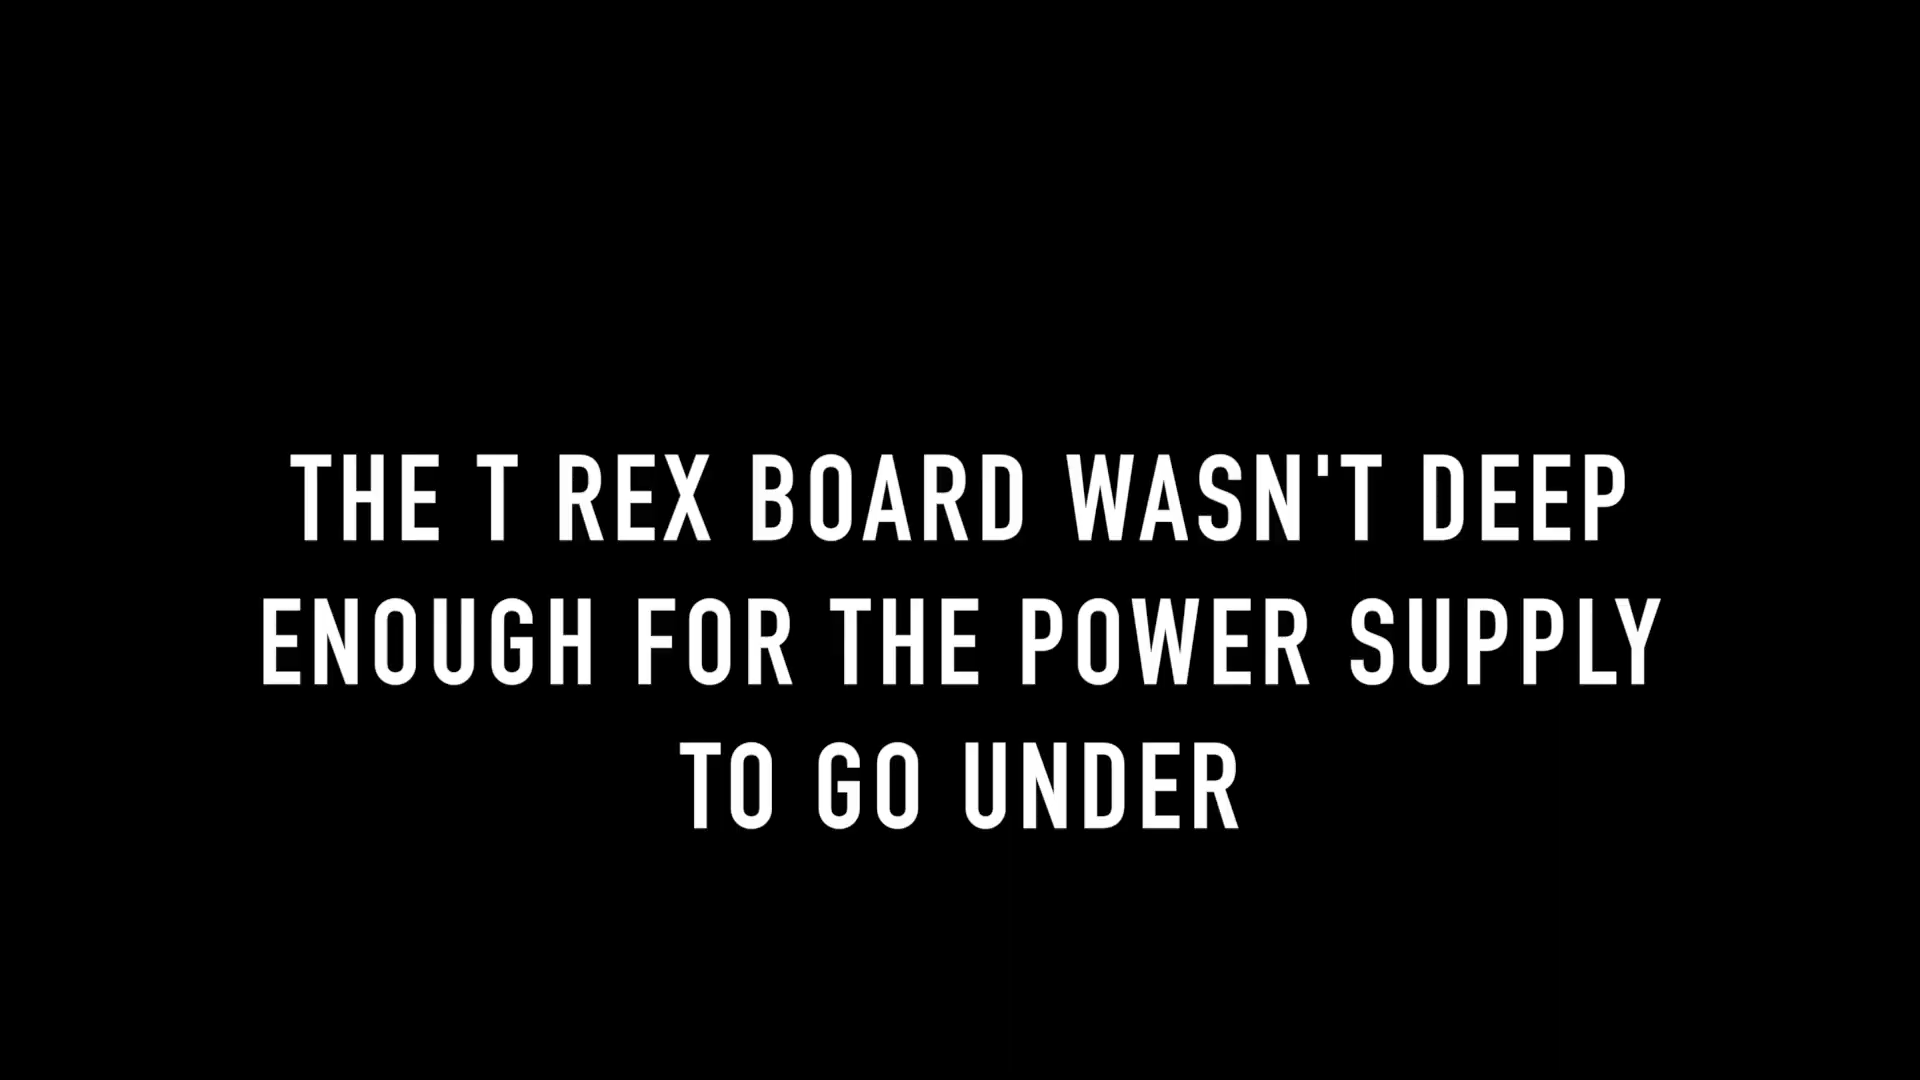 THE T REX BOARD WASN'T DEEP
ENOUGH FOR THE POWER SUPPLY
TO GO UNDER